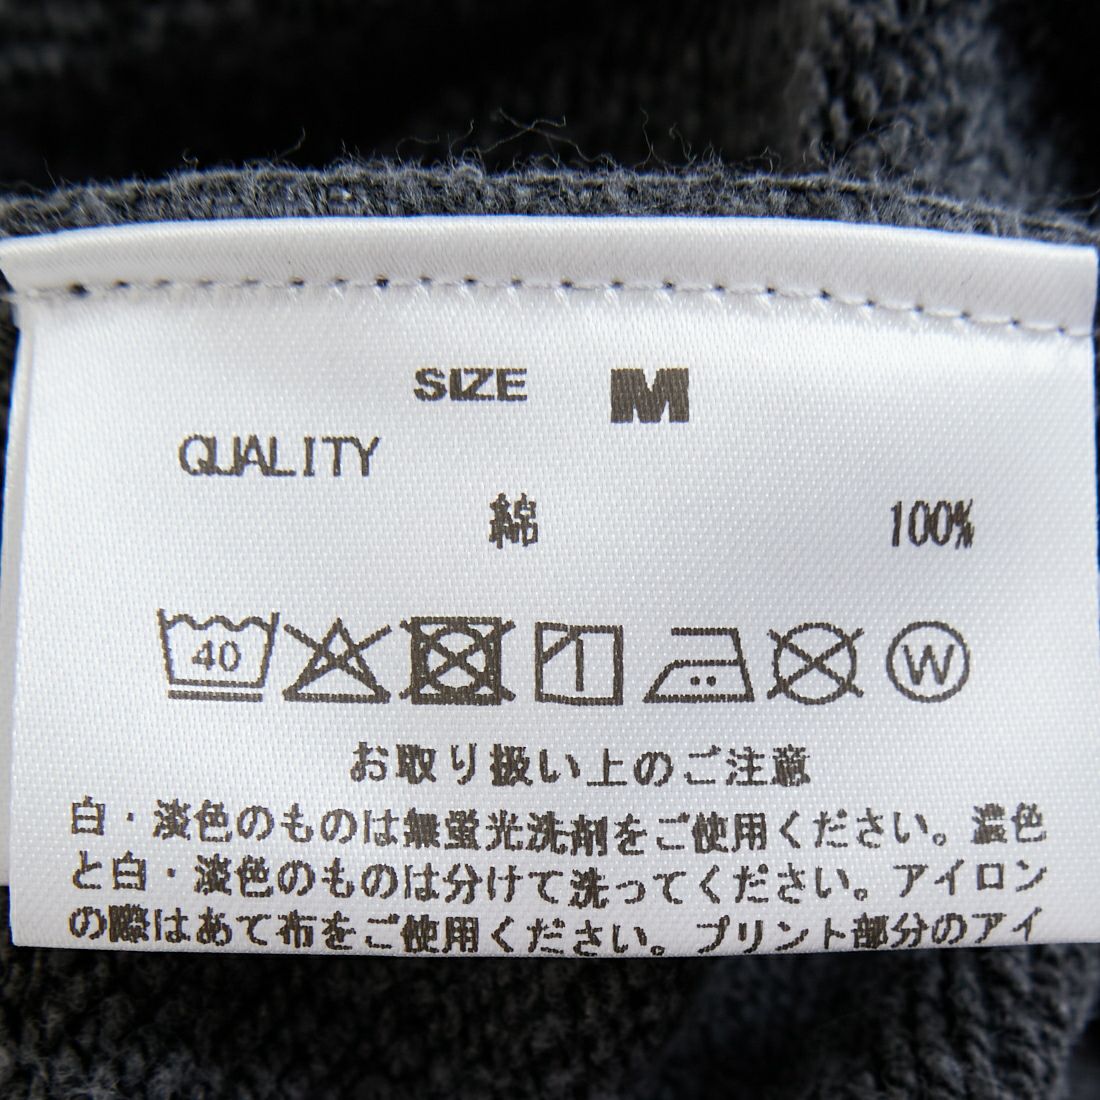 SIZE M
QUALITY
綿 100%
40 W
お取り扱い上のご注意
白・淡色のものは無蛍光洗剤をご使用ください。濃色
と白・淡色のものは分けて洗ってください。アイロン
の際はあて布をご使用ください。プリント部分のアイ